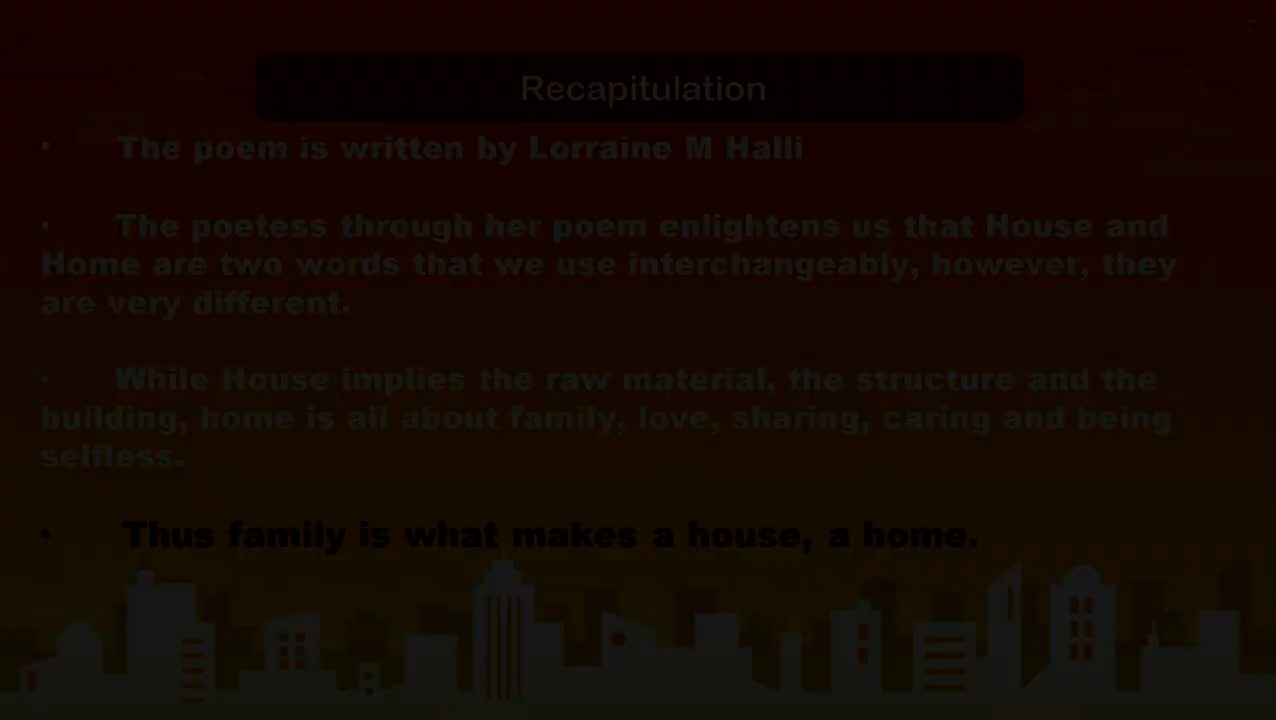 7
Recapitulation
· The poem is written by Lorraine M Halli
· The poetess through her poem enlightens us that House and
Home are two words that we use interchangeably, however, they
are very different.
· While House implies the raw material, the structure and the
building, home is all about family, love, sharing, caring and being
selfless.
· Thus family is what makes a house, a home.